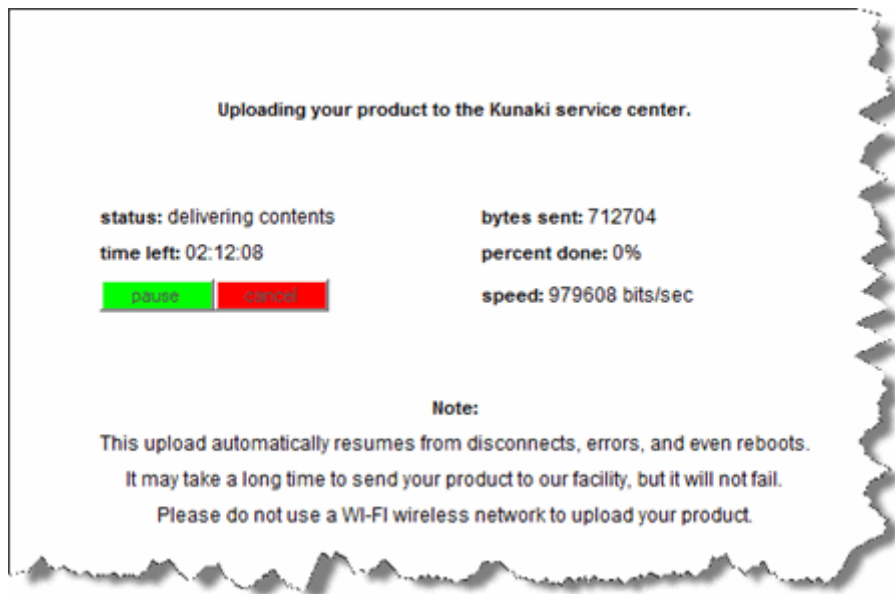 Uploading your product to the Kunaki service center.
status: delivering contents bytes sent: 712704
time left: 02:12:08 percent done: 0%
pause cancel speed: 979608 bits/sec
Note:
This upload automatically resumes from disconnects, errors, and even reboots.
It may take a long time to send your product to our facility, but it will not fail.
Please do not use a WI-FI wireless network to upload your product.